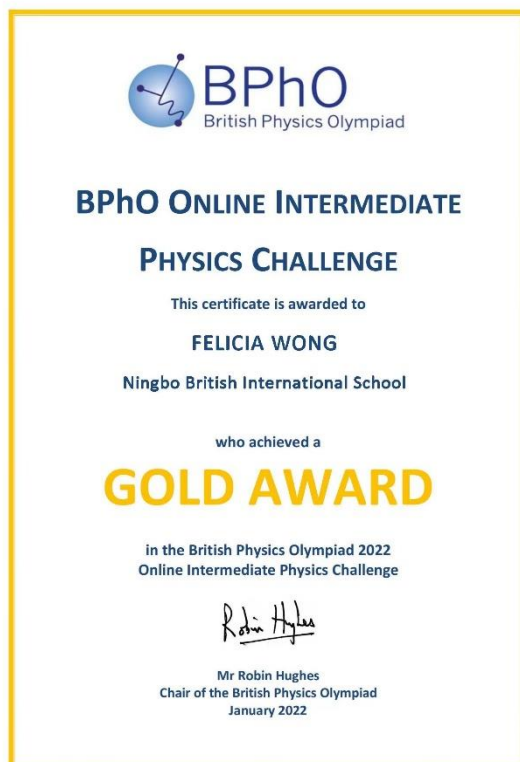 BPhO
British Physics Olympiad
BPhO ONLINE INTERMEDIATE
PHYSICS CHALLENGE
This certificate is awarded to
FELICIA WONG
Ningbo British International School
who achieved a
GOLD AWARD
in the British Physics Olympiad 2022
Online Intermediate Physics Challenge
Robin Hughes
Mr Robin Hughes
Chair of the British Physics Olympiad
January 2022